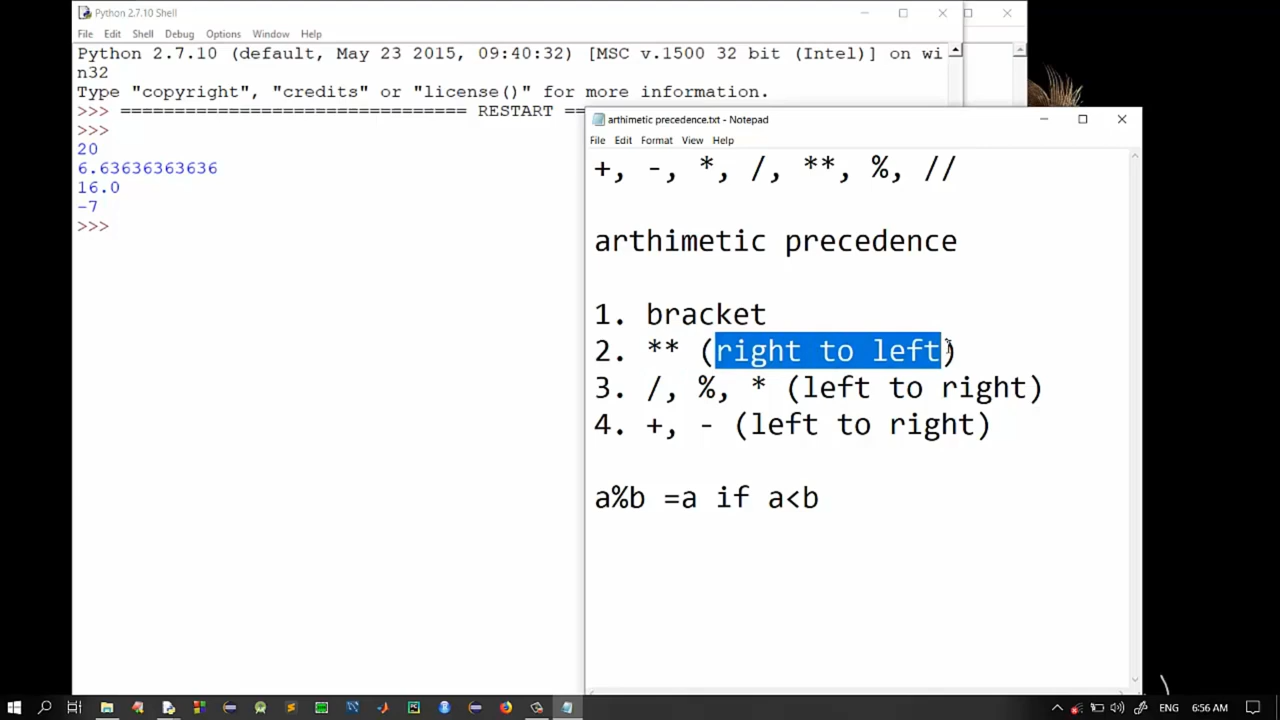 Python 2.7.10 Shell
File Edit Shell Debug Options Window Help
Python 2.7.10 (default, May 23 2015, 09:40:32) [MSC v.1500 32 bit (Intel)] on wi
n32
Type "copyright", "credits" or "license()" for more information.
>>> ================================ RESTART ==
>>>
20
6.63636363636
16.0
-7
>>>
arthimetic precedence.txt - Notepad
File Edit Format View Help
+, -, *, /, **, %, //
arthimetic precedence
1. bracket
2. ** (right to left)
3. /, %, * (left to right)
4. +, - (left to right)
a%b =a if a<b
ENG 6:56 AM